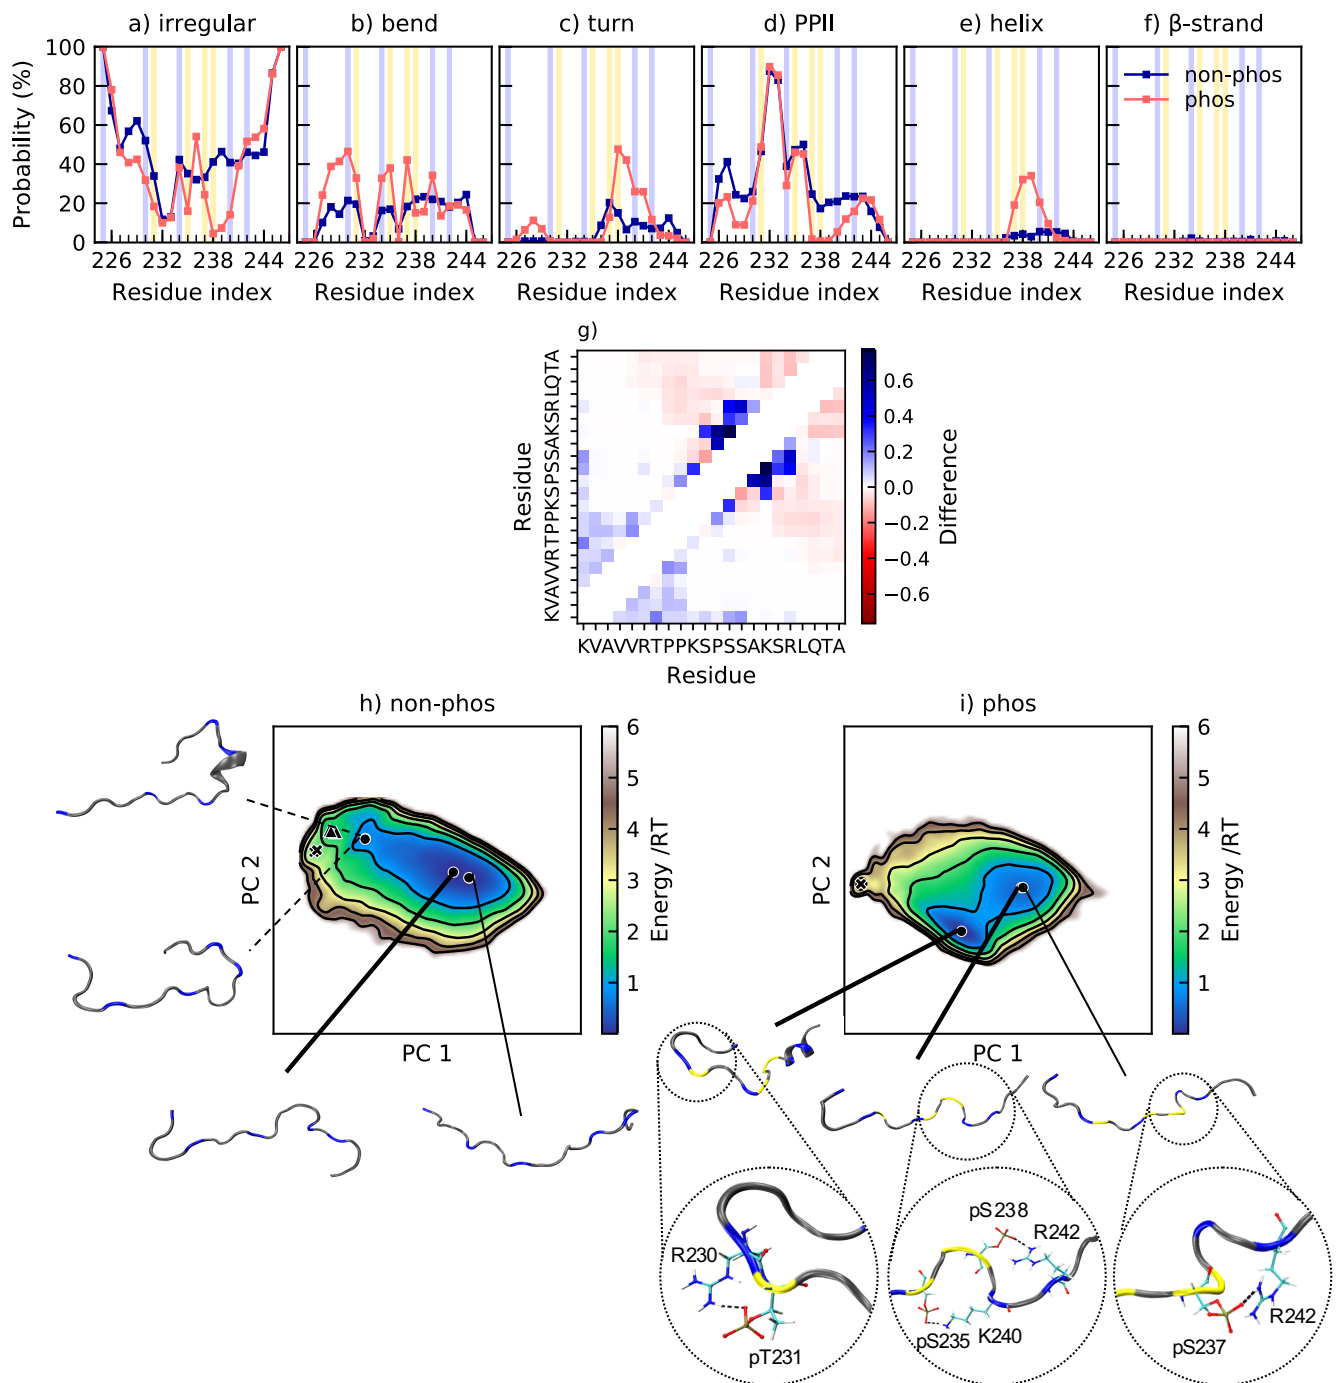 a) irregular b) bend c) turn d) PPII e) helix f) β-strand
Probability (%)
100
80
60
40
20
0
non-phos
phos
226 232 238 244 226 232 238 244 226 232 238 244 226 232 238 244 226 232 238 244 226 232 238 244
Residue index Residue index Residue index Residue index Residue index Residue index
g)
Residue
KVAVVRTPPKSPSSAKSRLQTA
0.6
0.4
0.2
0.0
−0.2
−0.4
−0.6
Difference
KVAVVRTPPKSPSSAKSRLQTA
Residue
h) non-phos
PC 2
PC 1
6
5
4
3
2
1
Energy /RT
i) phos
PC 2
PC 1
6
5
4
3
2
1
Energy /RT
R230
pT231
pS238
R242
pS235
K240
pS237
R242